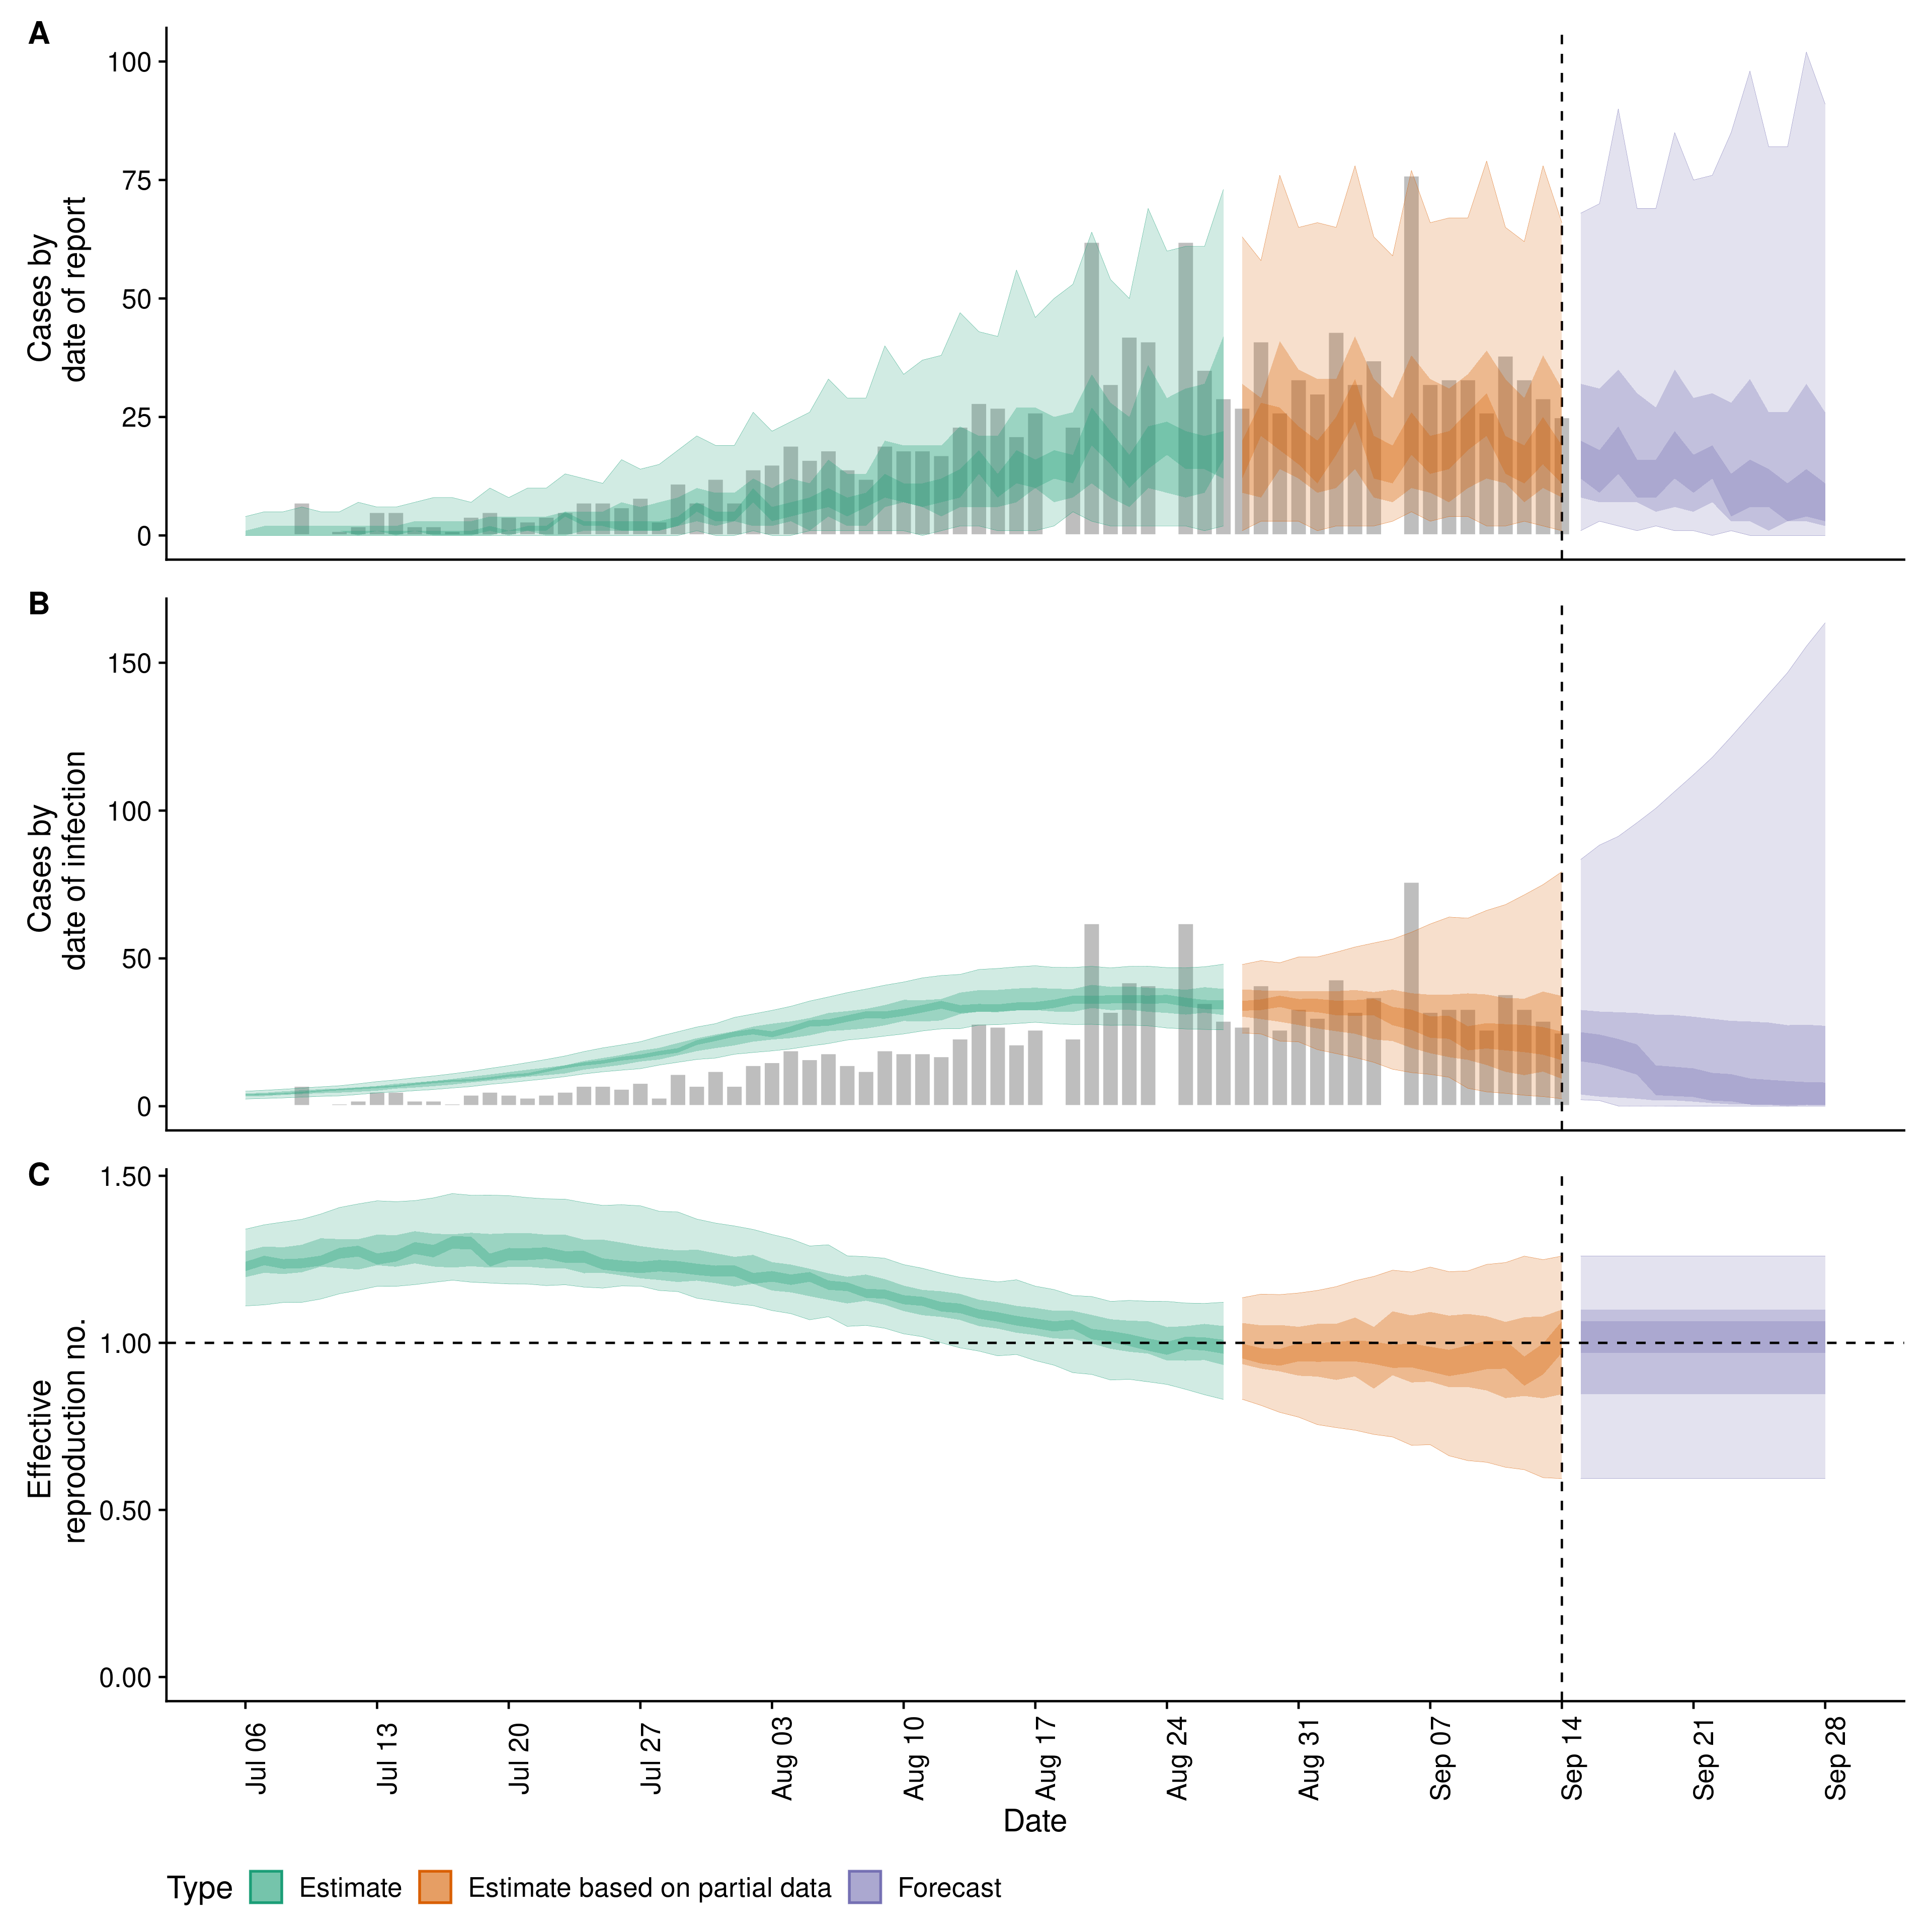 A
100
75
50
25
0
Cases by
date of report
B
150
100
50
0
Cases by
date of infection
C
1.50
1.00
0.50
0.00
Effective
reproduction no.
Jul 06
Jul 13
Jul 20
Jul 27
Aug 03
Aug 10
Aug 17
Aug 24
Aug 31
Sep 07
Sep 14
Sep 21
Sep 28
Date
Type Estimate Estimate based on partial data Forecast